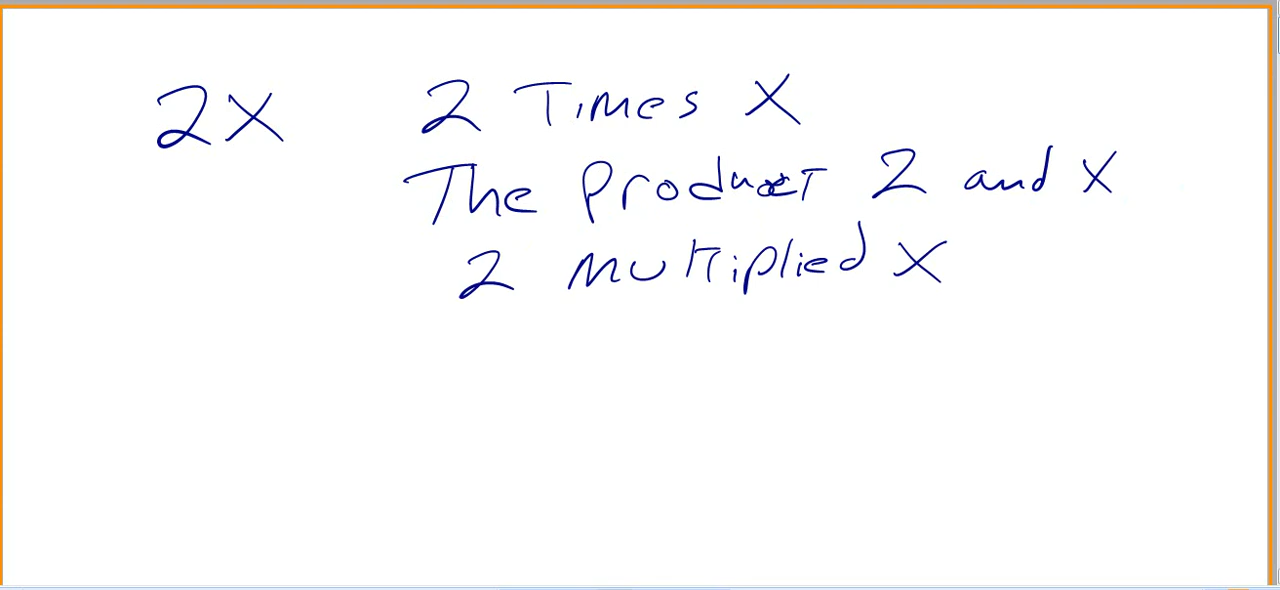 2X 2 Times X
The Product 2 and X
2 Multiplied X